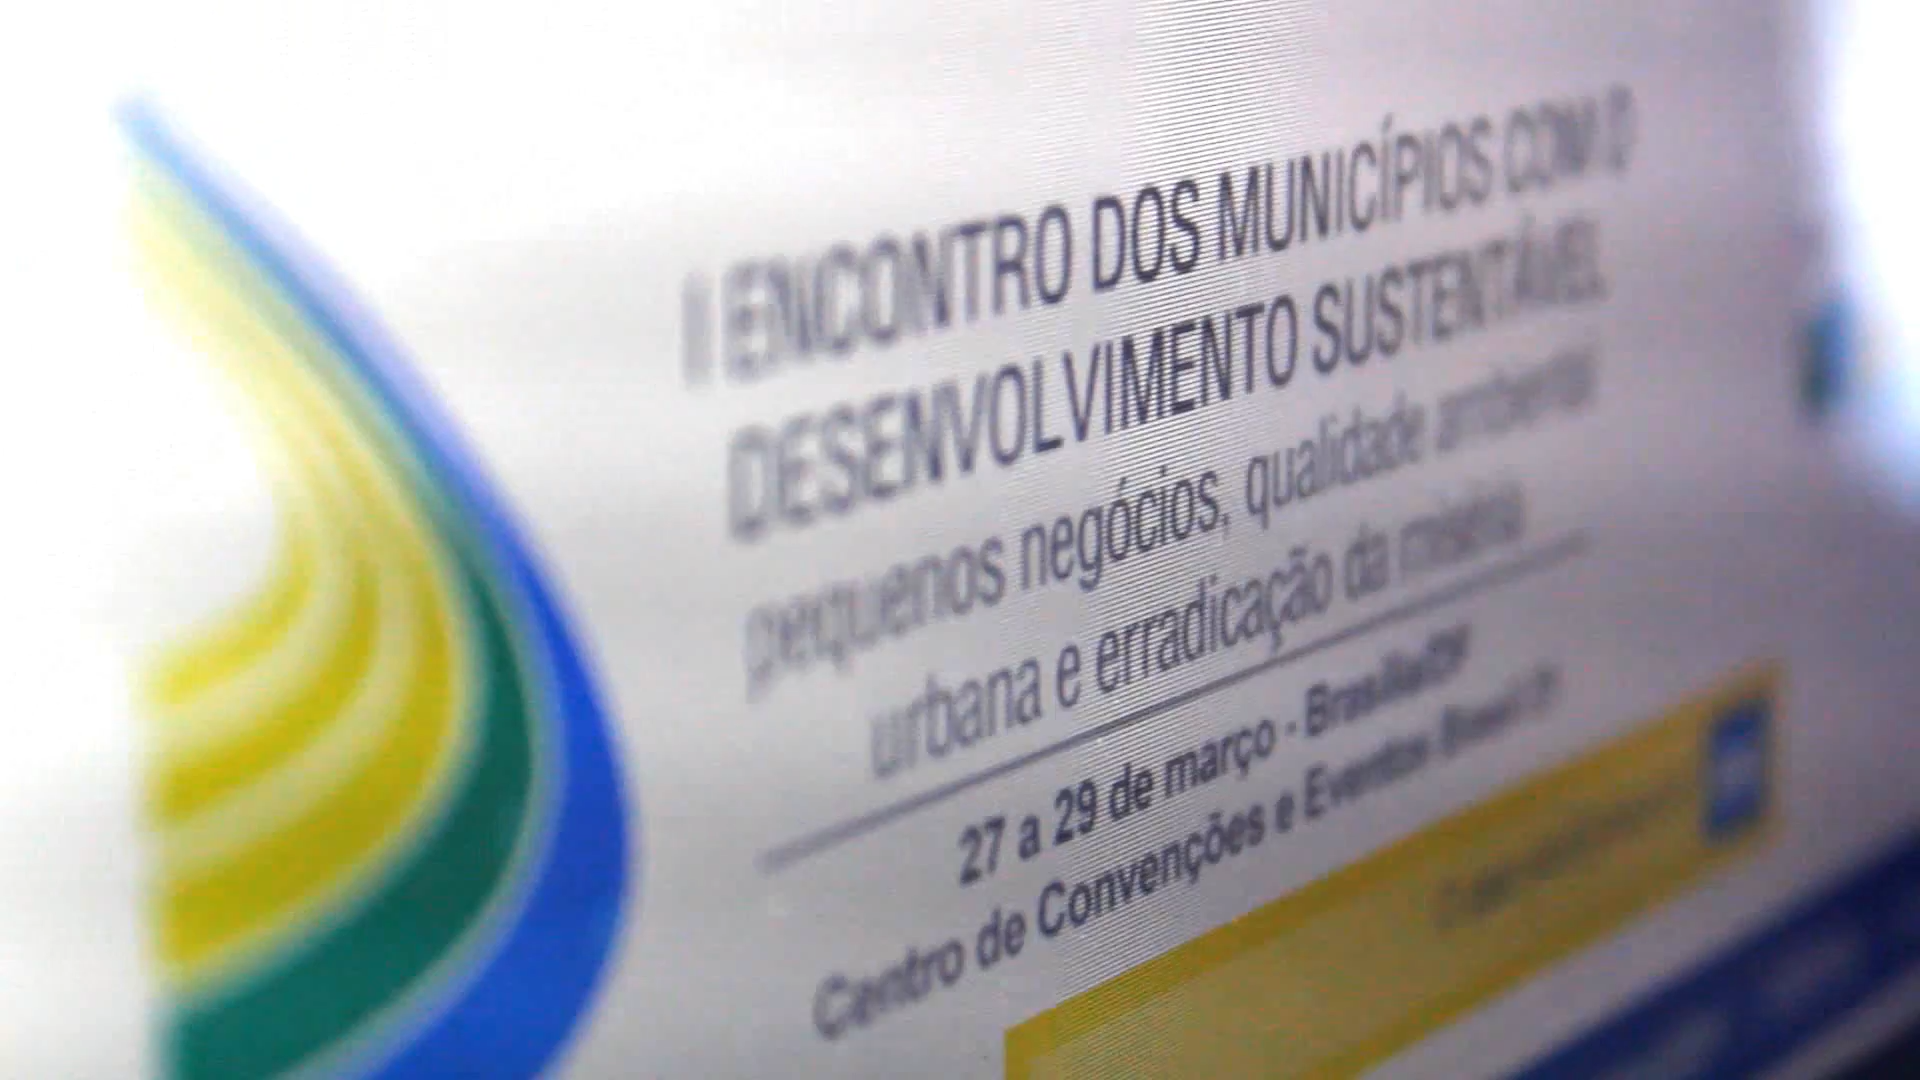 I ENCONTRO DOS MUNICÍPIOS COM O
DESENVOLVIMENTO SUSTENTÁVEL
pequenos negócios, qualidade ambiental
urbana e erradicação da miséria
27 a 29 de março - Brasília/DF
Centro de Convenções e Eventos Brasil 21